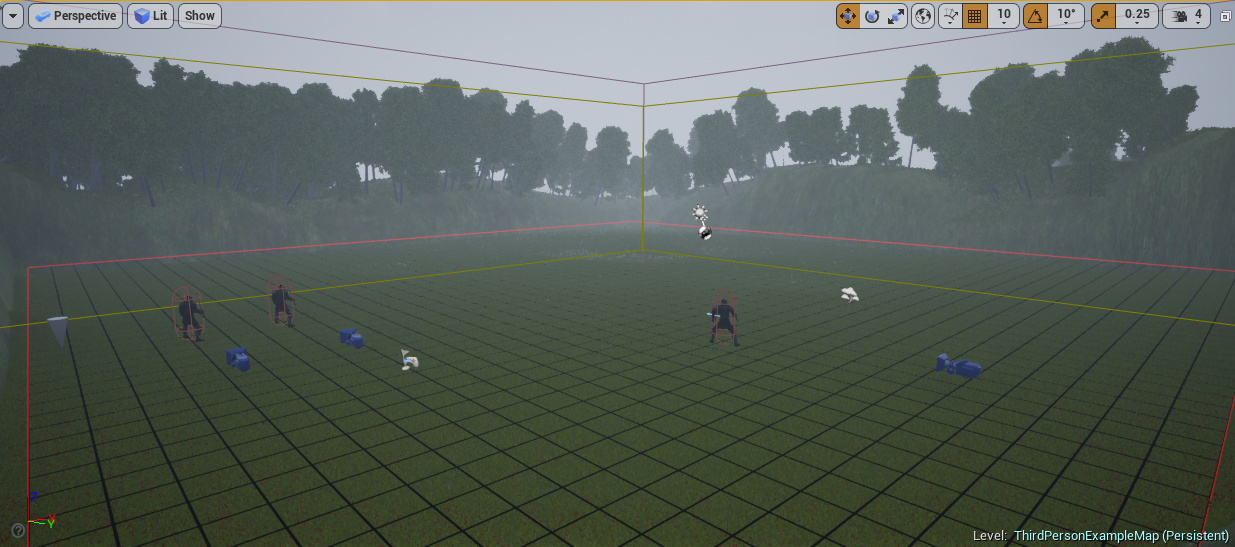 Perspective Lit Show 10 10° 0.25 4
Z
Y
Level: ThirdPersonExampleMap (Persistent)